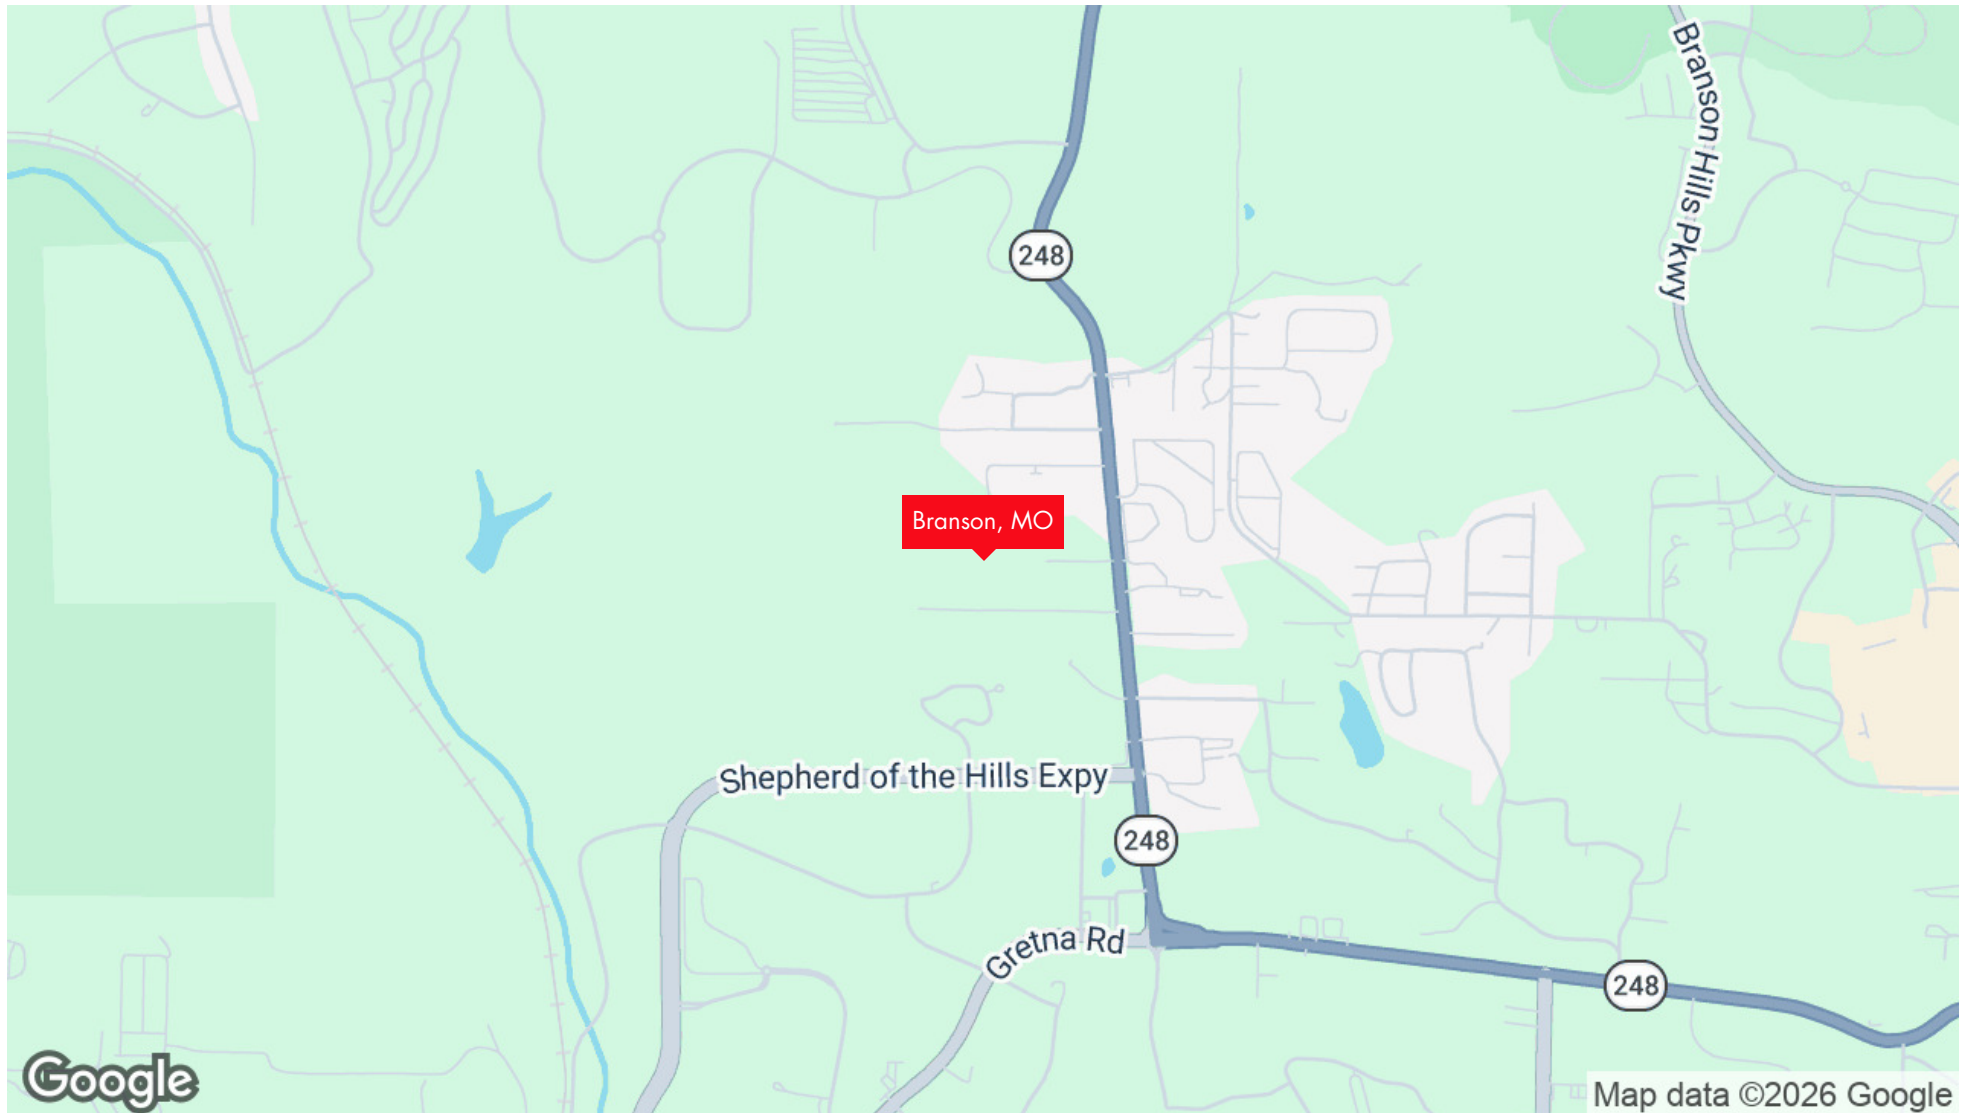 Branson Hills Pkwy
248
Branson, MO
Shepherd of the Hills Expy
248
Gretna Rd
248
Google
Map data ©2026 Google